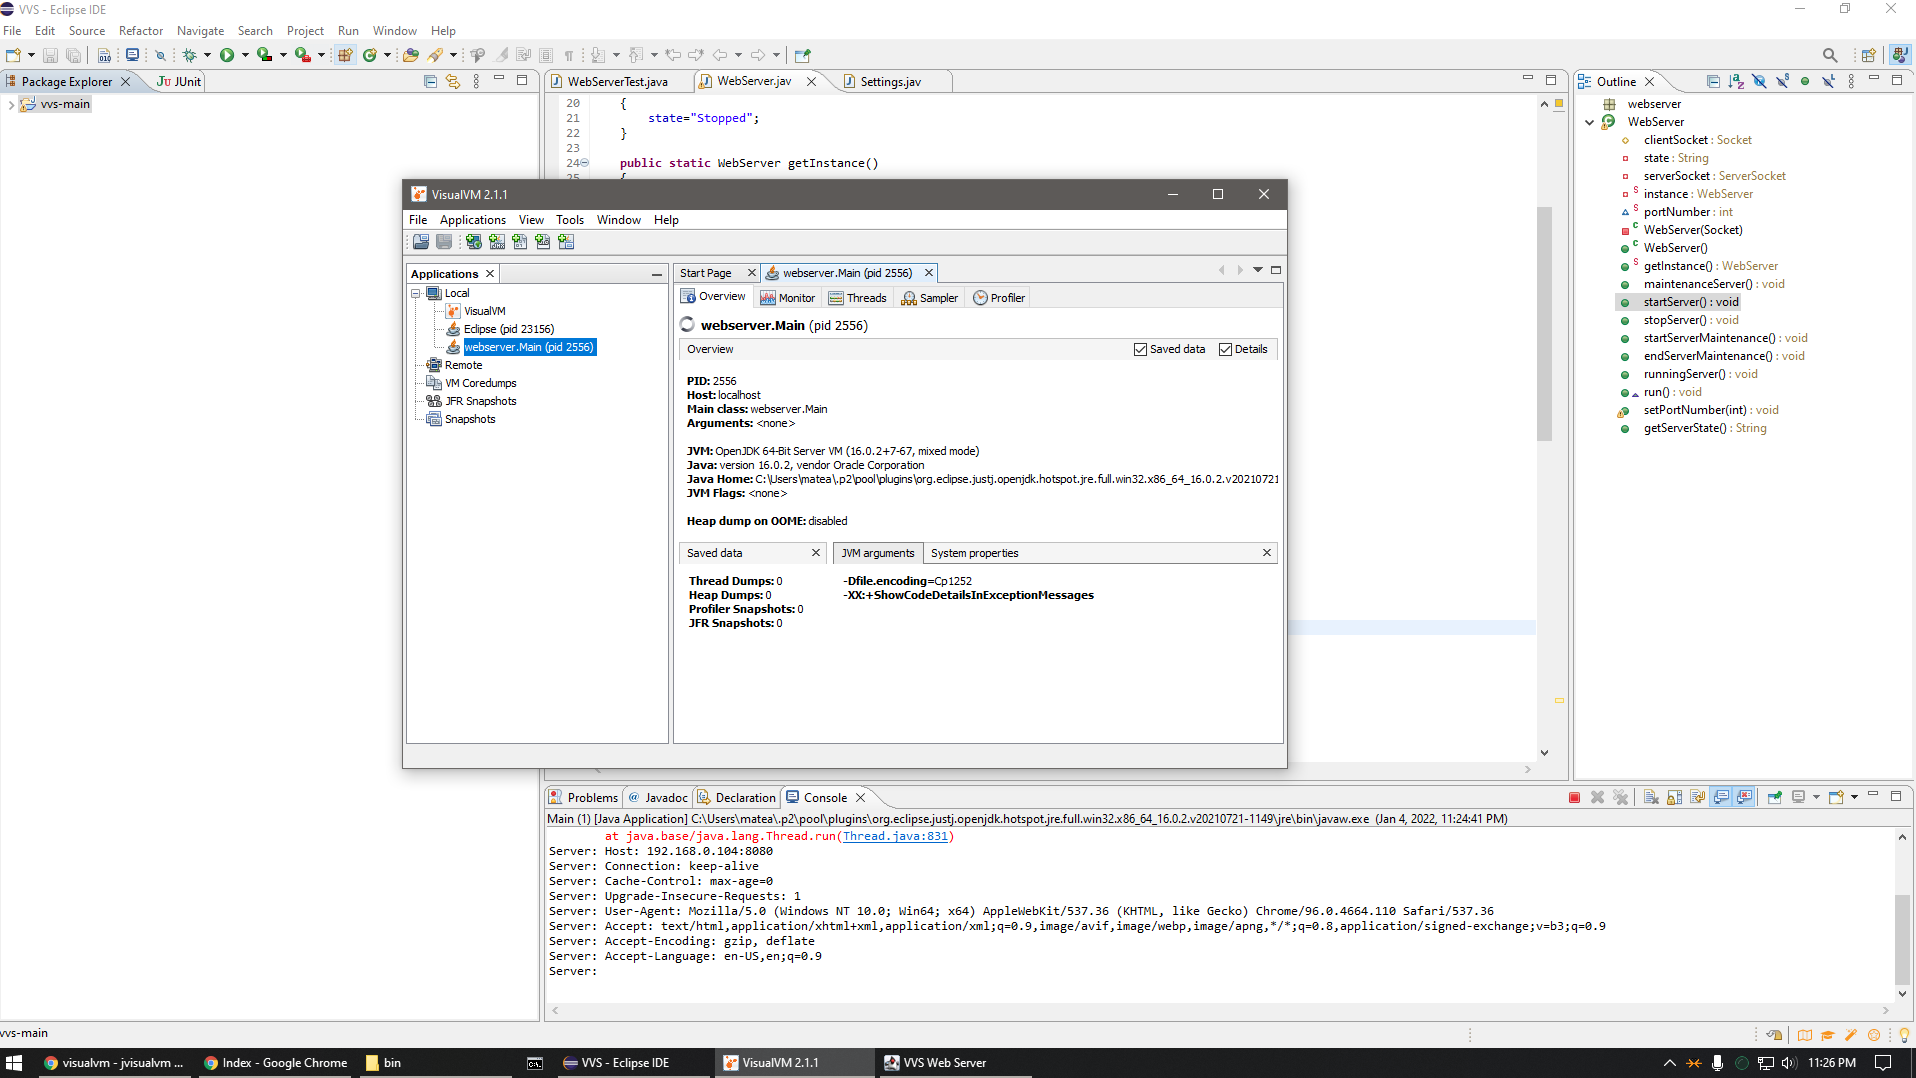 VVS - Eclipse IDE
File Edit Source Refactor Navigate Search Project Run Window Help
Package Explorer
JUnit
vvs-main
WebServerTest.java
WebServer.jav
Settings.jav
20 {
21 state="Stopped";
22 }
23
24 public static WebServer getInstance()
25 {
Outline
webserver
WebServer
clientSocket : Socket
state : String
serverSocket : ServerSocket
instance : WebServer
portNumber : int
WebServer(Socket)
WebServer()
getInstance() : WebServer
maintenanceServer() : void
startServer() : void
stopServer() : void
startServerMaintenance() : void
endServerMaintenance() : void
runningServer() : void
run() : void
setPortNumber(int) : void
getServerState() : String
VisualVM 2.1.1
File Applications View Tools Window Help
Applications
Local
VisualVM
Eclipse (pid 23156)
webserver.Main (pid 2556)
Remote
VM Coredumps
JFR Snapshots
Snapshots
Start Page
webserver.Main (pid 2556)
Overview Monitor Threads Sampler Profiler
webserver.Main (pid 2556)
Overview
Saved data
Details
PID: 2556
Host: localhost
Main class: webserver.Main
Arguments: <none>
JVM: OpenJDK 64-Bit Server VM (16.0.2+7-67, mixed mode)
Java: version 16.0.2, vendor Oracle Corporation
Java Home: C:\Users\matea\.p2\pool\plugins\org.eclipse.justj.openjdk.hotspot.jre.full.win32.x86_64_16.0.2.v20210721
JVM Flags: <none>
Heap dump on OOME: disabled
Saved data
JVM arguments
System properties
Thread Dumps: 0
Heap Dumps: 0
Profiler Snapshots: 0
JFR Snapshots: 0
-Dfile.encoding=Cp1252
-XX:+ShowCodeDetailsInExceptionMessages
Problems
@ Javadoc
Declaration
Console
Main (1) [Java Application] C:\Users\matea\.p2\pool\plugins\org.eclipse.justj.openjdk.hotspot.jre.full.win32.x86_64_16.0.2.v20210721-1149\jre\bin\javaw.exe (Jan 4, 2022, 11:24:41 PM)
at java.base/java.lang.Thread.run(Thread.java:831)
Server: Host: 192.168.0.104:8080
Server: Connection: keep-alive
Server: Cache-Control: max-age=0
Server: Upgrade-Insecure-Requests: 1
Server: User-Agent: Mozilla/5.0 (Windows NT 10.0; Win64; x64) AppleWebKit/537.36 (KHTML, like Gecko) Chrome/96.0.4664.110 Safari/537.36
Server: Accept: text/html,application/xhtml+xml,application/xml;q=0.9,image/avif,image/webp,image/apng,*/*;q=0.8,application/signed-exchange;v=b3;q=0.9
Server: Accept-Encoding: gzip, deflate
Server: Accept-Language: en-US,en;q=0.9
Server:
vvs-main
visualvm - jvisualvm ...
Index - Google Chrome
bin
VVS - Eclipse IDE
VisualVM 2.1.1
VVS Web Server
11:26 PM